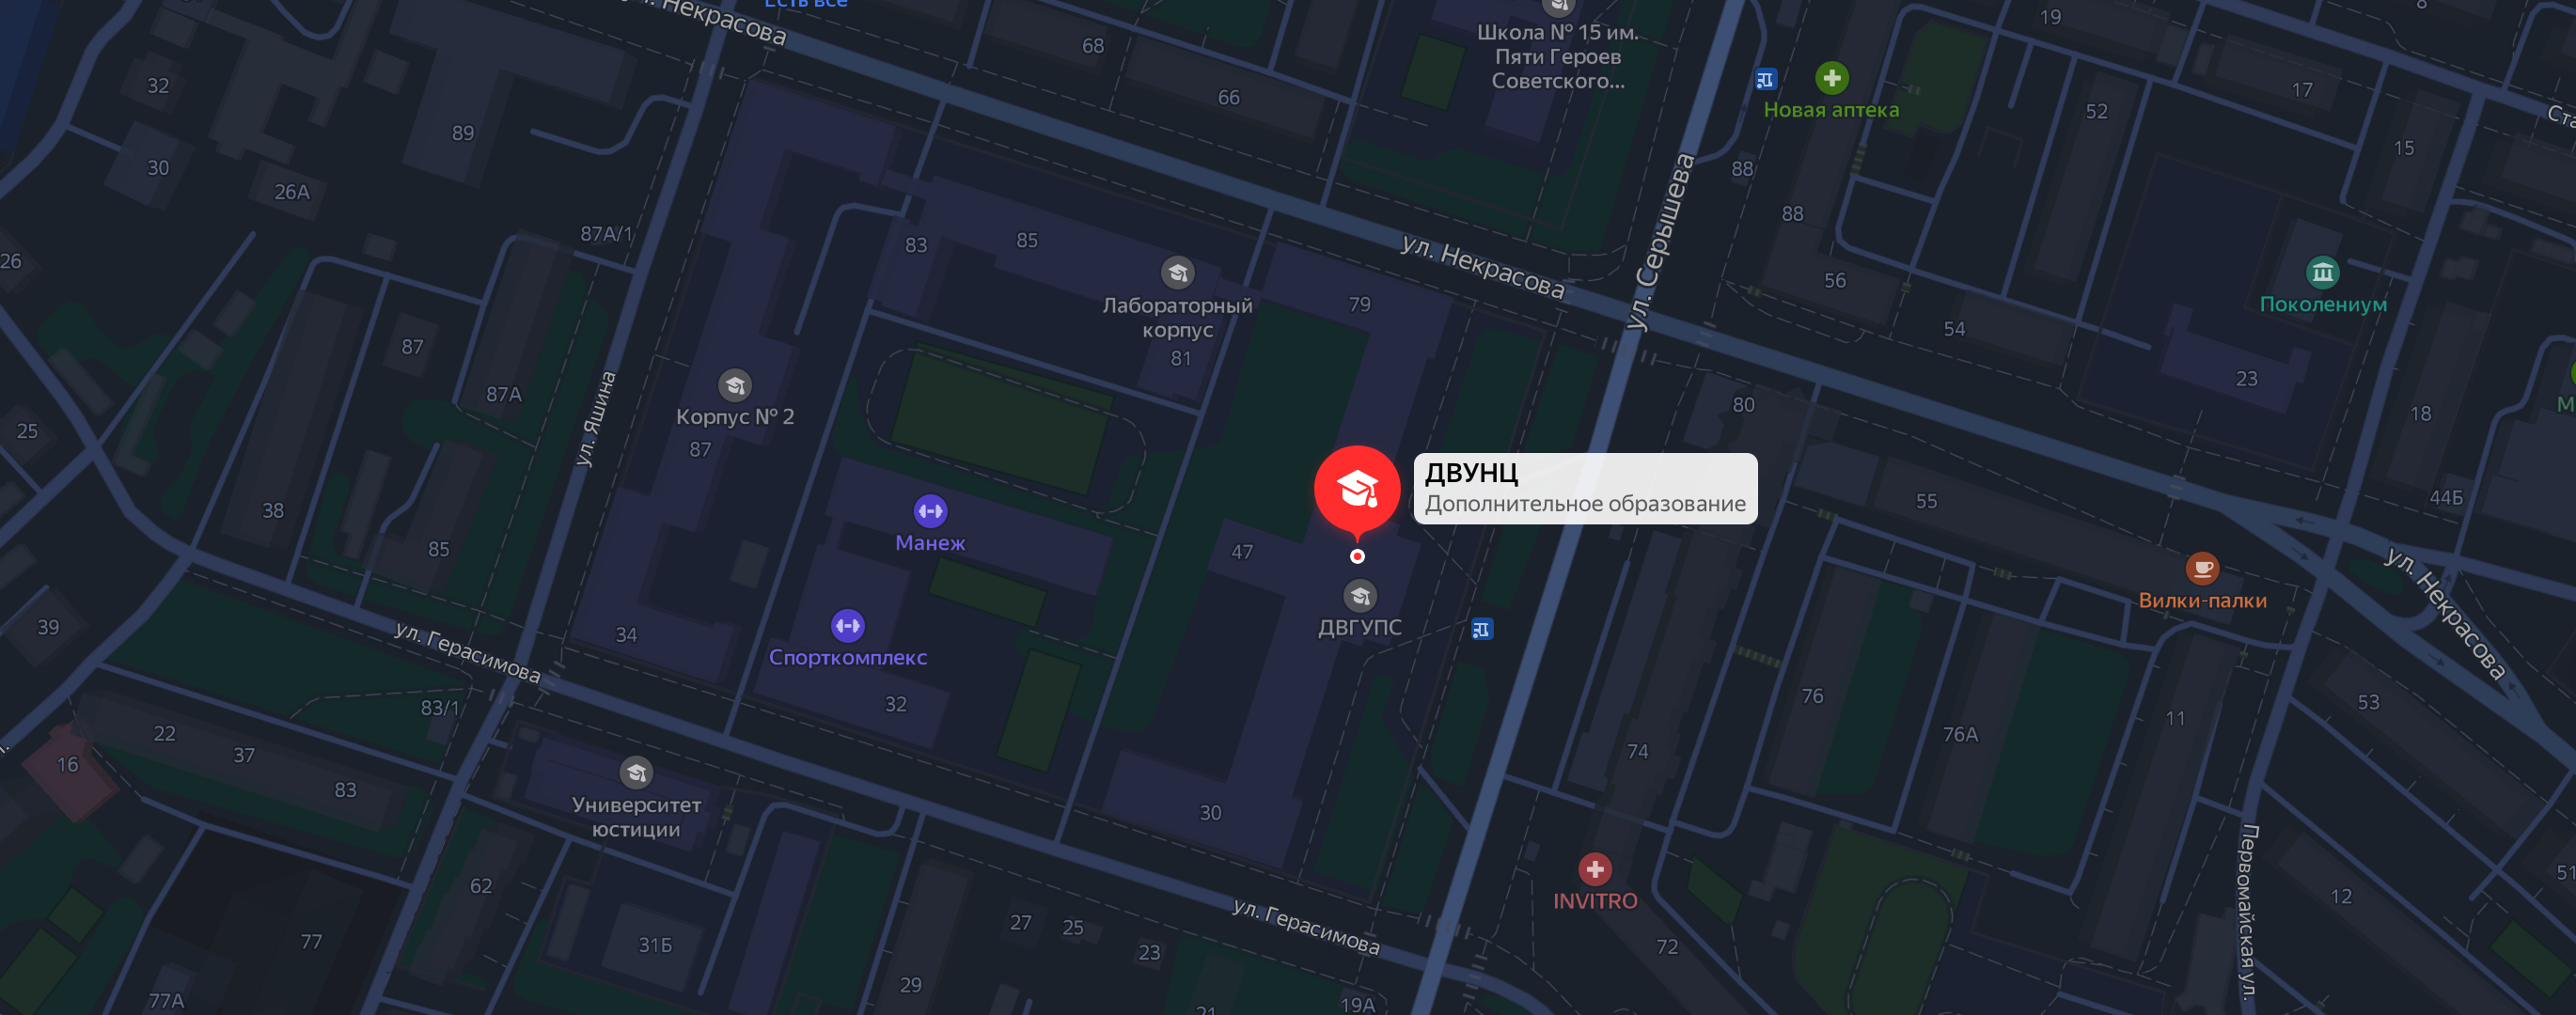 ул. Некрасова
Есть всё
68
66
Школа № 15 им.
Пяти Героев
Советского...
Новая аптека
19
8
17
52
15
32
30
89
26А
26
87А/1
83
85
Лабораторный
корпус
81
79
ул. Некрасова
ул. Серышева
88
88
56
54
Поколениум
23
18
44Б
87
87А
25
38
85
ул. Яшина
Корпус № 2
87
Манеж
47
ДВУНЦ
Дополнительное образование
ДВГУПС
80
55
Вилки-палки
ул. Некрасова
39
ул. Герасимова
34
Спорткомплекс
32
83/1
22
37
83
16
Университет
юстиции
30
76
76А
74
11
53
INVITRO
72
Первомайская ул.
12
51
62
77
77А
31Б
29
27
25
23
21
19А
ул. Герасимова